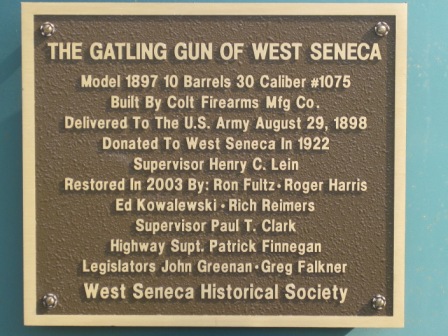 THE GATLING GUN OF WEST SENECA
Model 1897 10 Barrels 30 Caliber #1075
Built By Colt Firearms Mfg Co.
Delivered To The U.S. Army August 29, 1898
Donated To West Seneca In 1922
Supervisor Henry C. Lein
Restored In 2003 By: Ron Fultz • Roger Harris
Ed Kowalewski • Rich Reimers
Supervisor Paul T. Clark
Highway Supt. Patrick Finnegan
Legislators John Greenan • Greg Falkner
West Seneca Historical Society